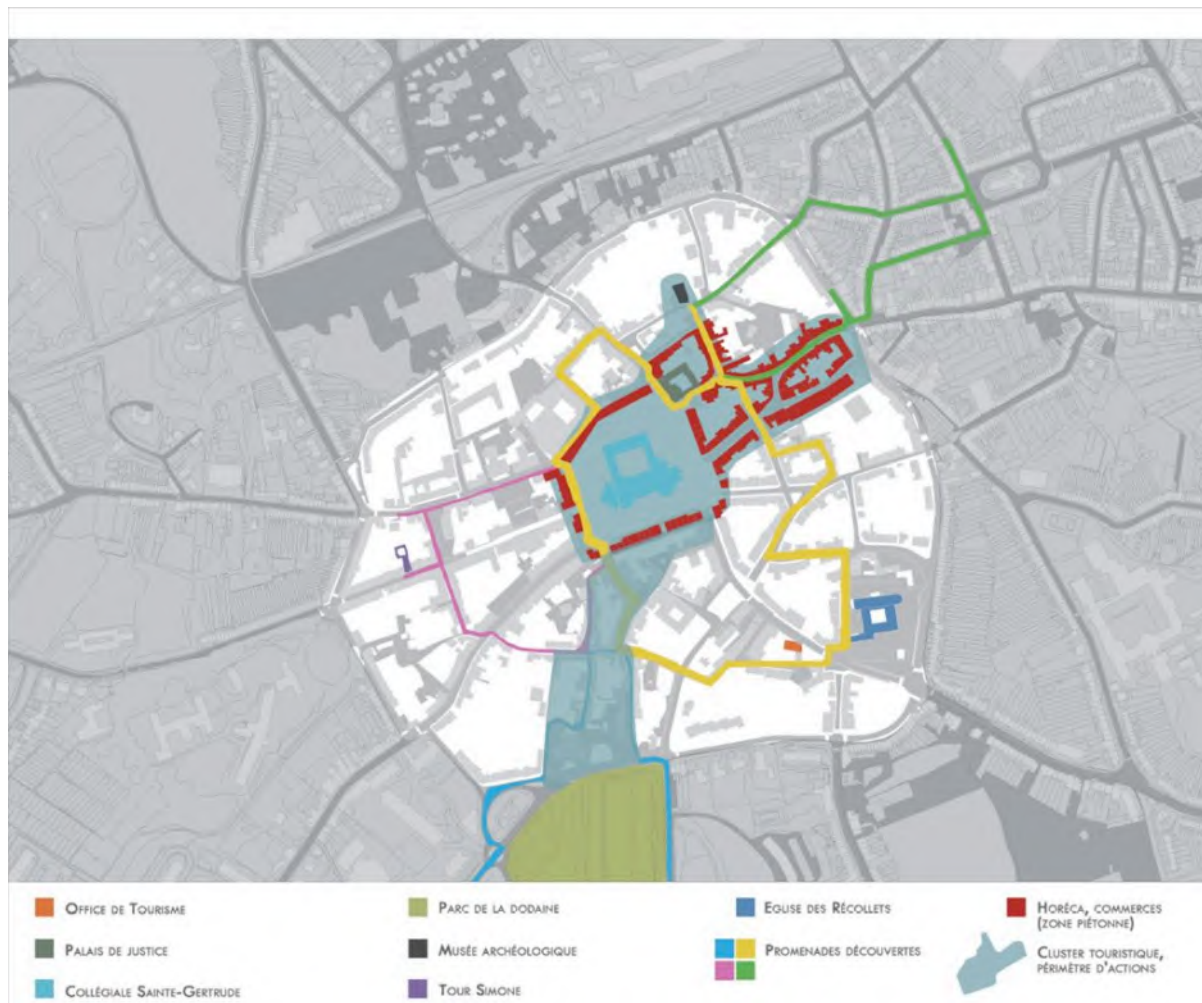 Office de Tourisme
Palais de justice
Collégiale Sainte-Gertrude
Parc de la dodaine
Musée archéologique
Tour Simone
Eglise des Récollets
Promenades découvertes
Horéca, commerces
(zone piétonne)
Cluster touristique,
périmètre d'actions